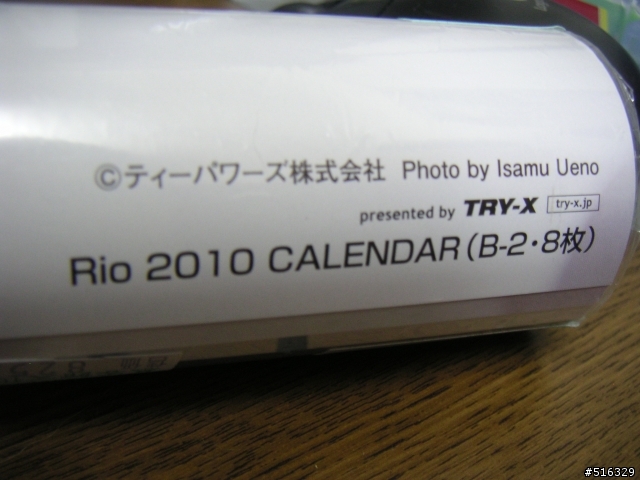 ©ティーパワーズ株式会社 Photo by Isamu Ueno
presented by TRY-X try-x.jp
Rio 2010 CALENDAR(B-2・8枚)
#516329